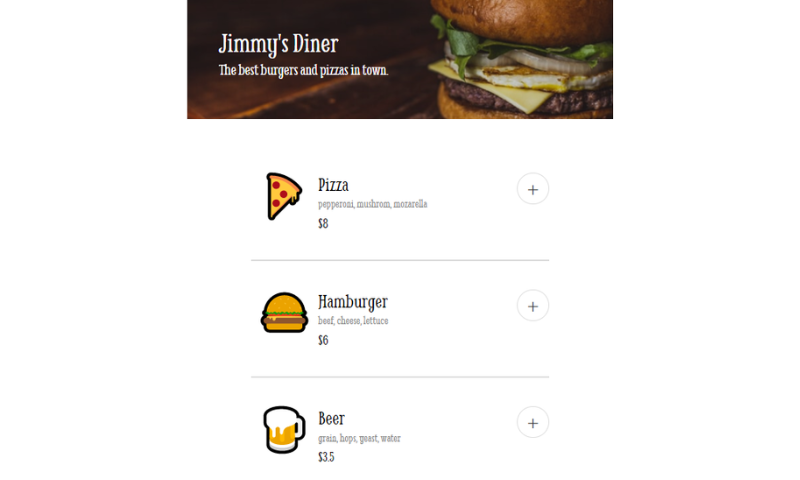 Jimmy's Diner
The best burgers and pizzas in town.
Pizza
pepperoni, mushrom, mozarella
$8
+
Hamburger
beef, cheese, lettuce
$6
+
Beer
grain, hops, yeast, water
$3.5
+